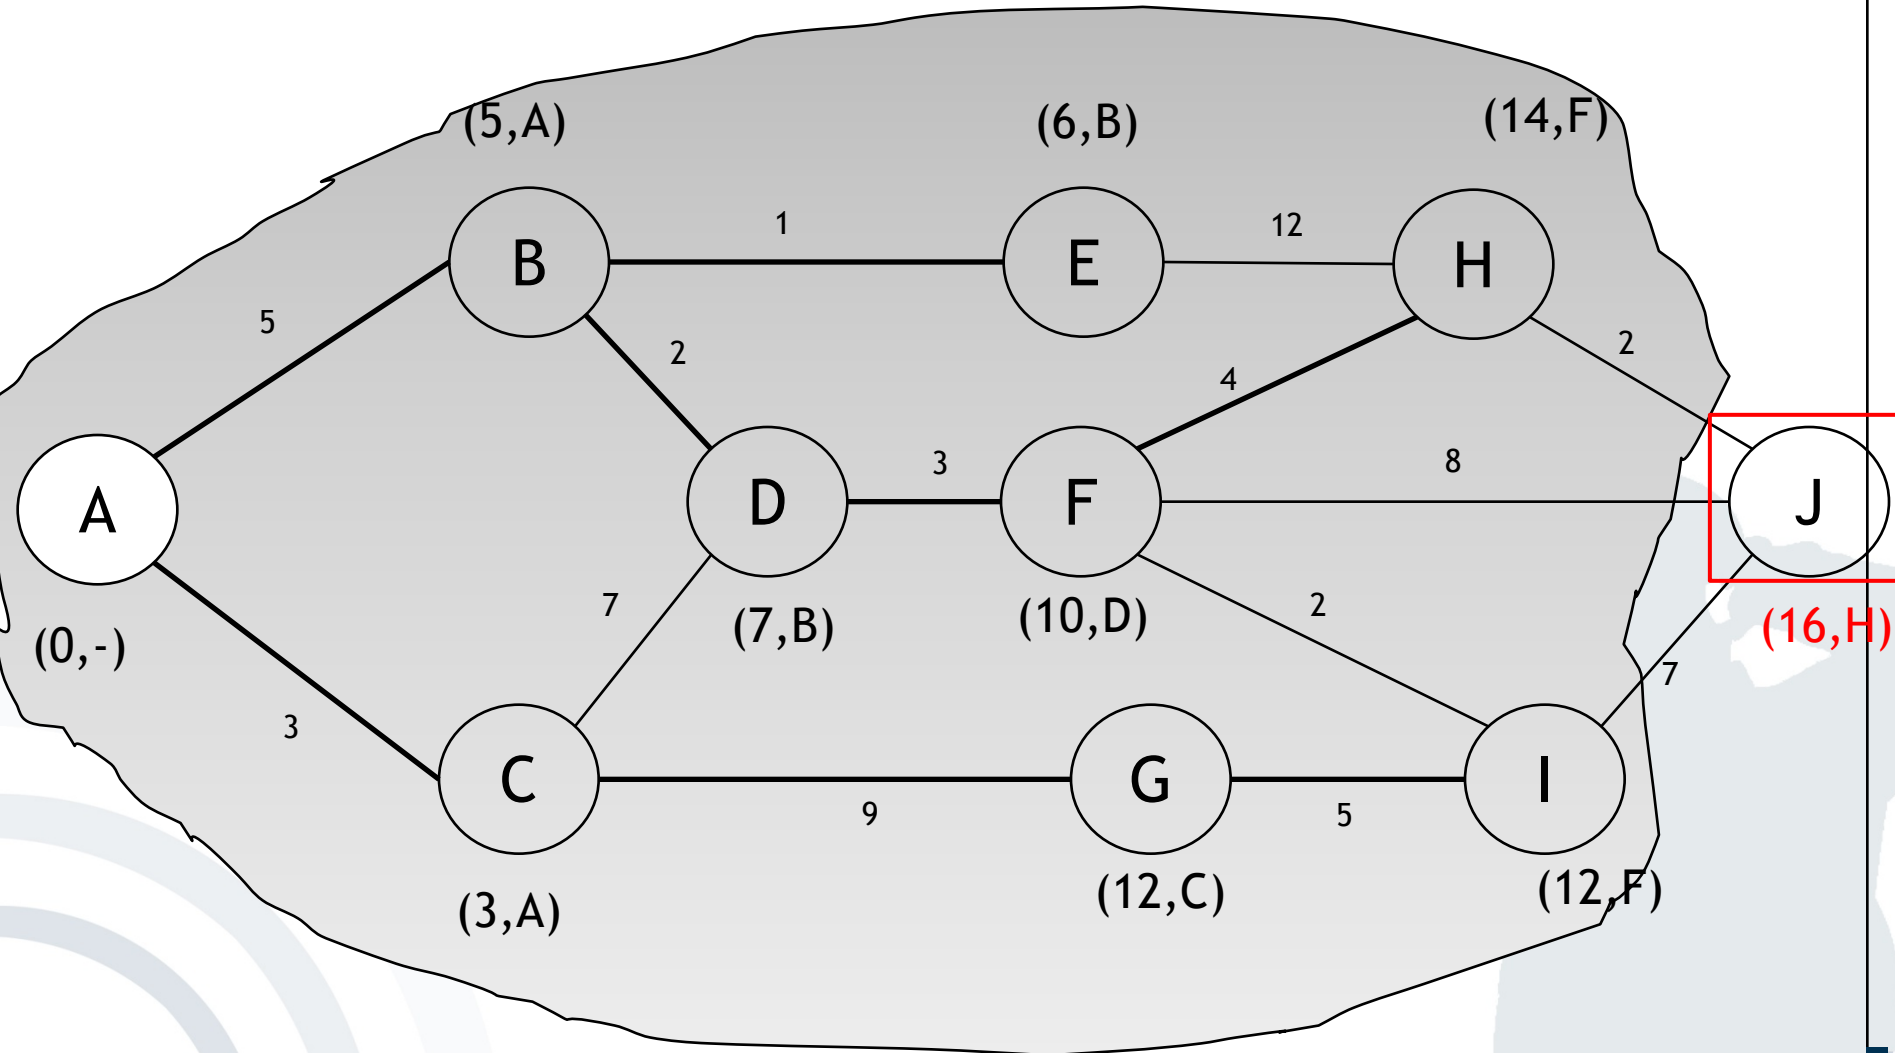 (5,A)
(6,B)
(14,F)
1
12
B
E
H
5
2
2
4
3
8
A
D
F
J
7
2
(7,B)
(10,D)
(16,H)
(0,-)
7
3
C
G
I
9
5
(3,A)
(12,C)
(12,F)